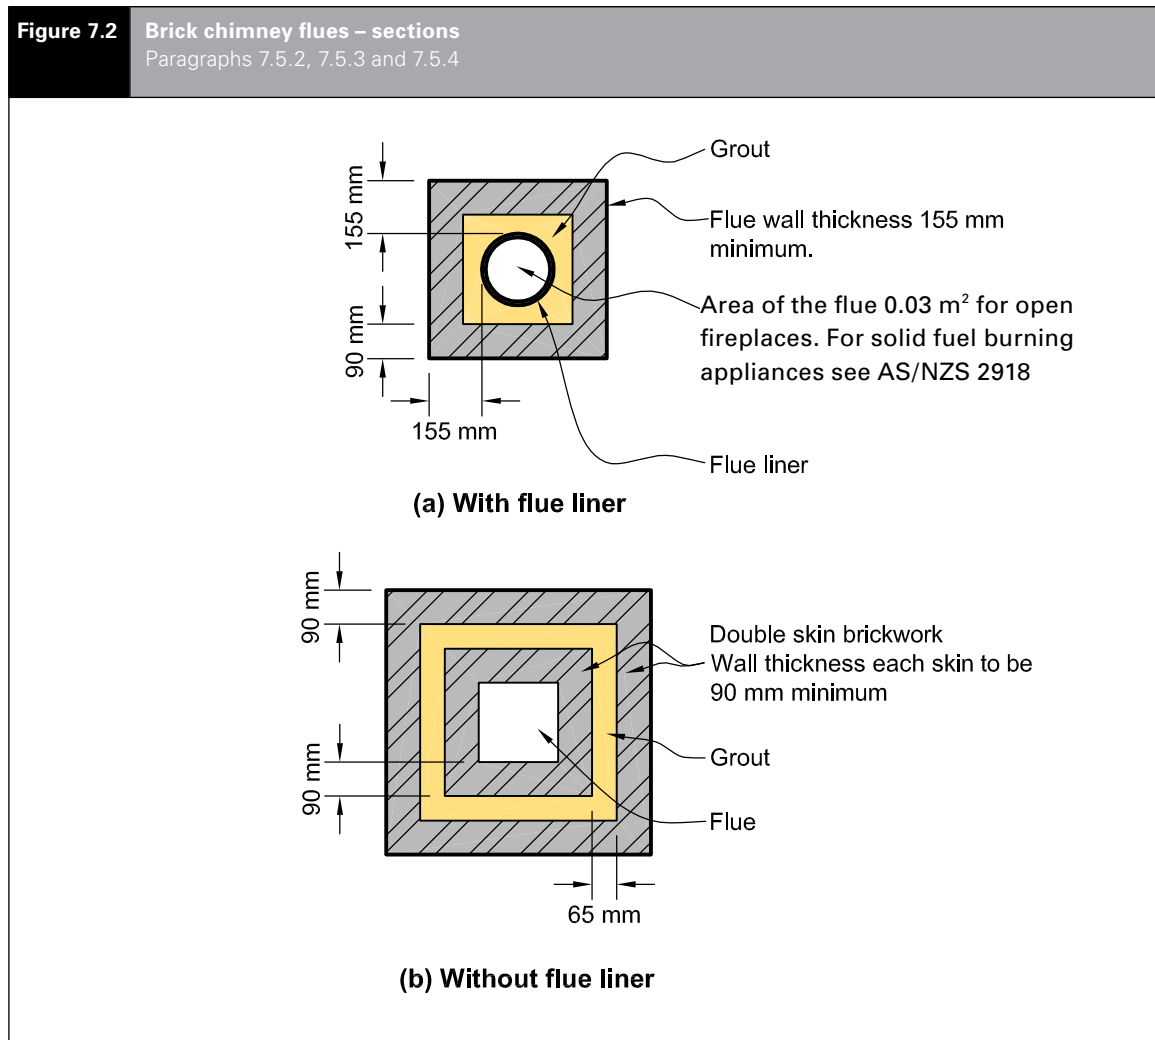 Figure 7.2
Brick chimney flues – sections
Paragraphs 7.5.2, 7.5.3 and 7.5.4
Grout
155 mm
Flue wall thickness 155 mm
minimum.
Area of the flue 0.03 m² for open
fireplaces. For solid fuel burning
appliances see AS/NZS 2918
90 mm
155 mm
Flue liner
(a) With flue liner
90 mm
Double skin brickwork
Wall thickness each skin to be
90 mm minimum
Grout
90 mm
Flue
65 mm
(b) Without flue liner